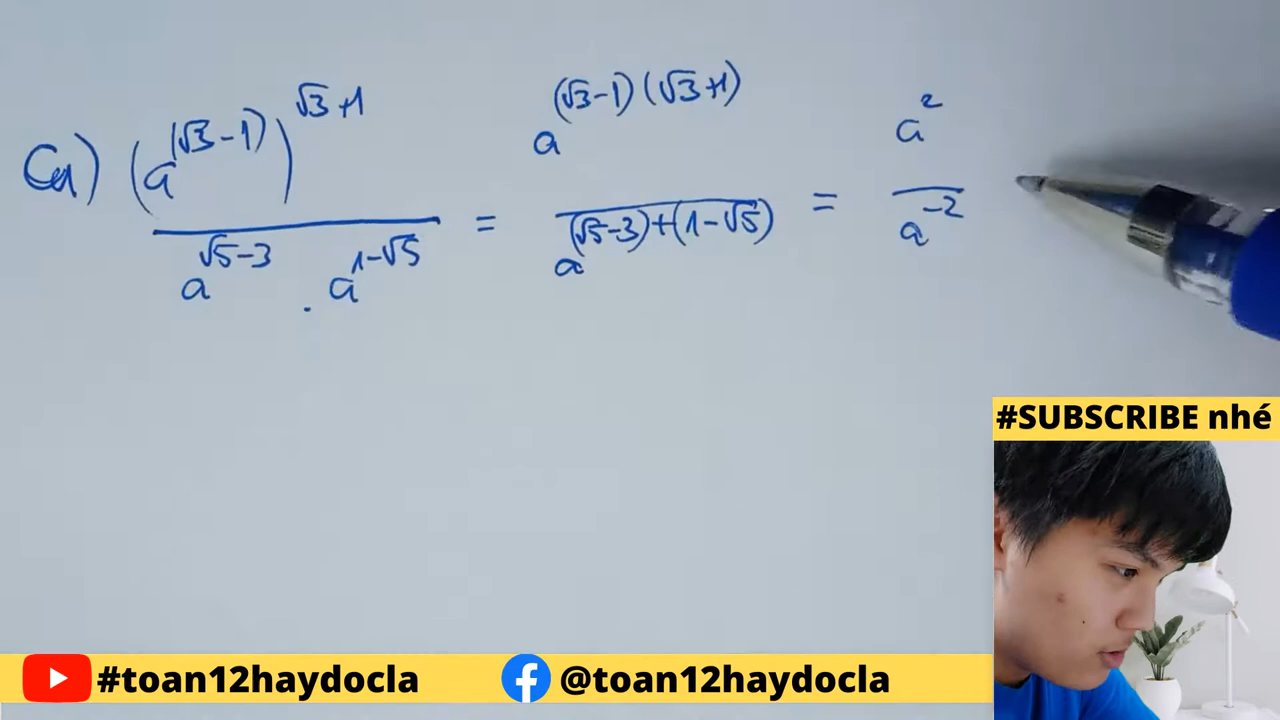 a) (a^(√3-1))^√3+1 / a^√5-3 . a^1-√5 = a^(√3-1)(√3+1) / a^(√5-3)+(1-√5) = a^2 / a^-2
#SUBSCRIBE nhé
#toan12haydocla
@toan12haydocla